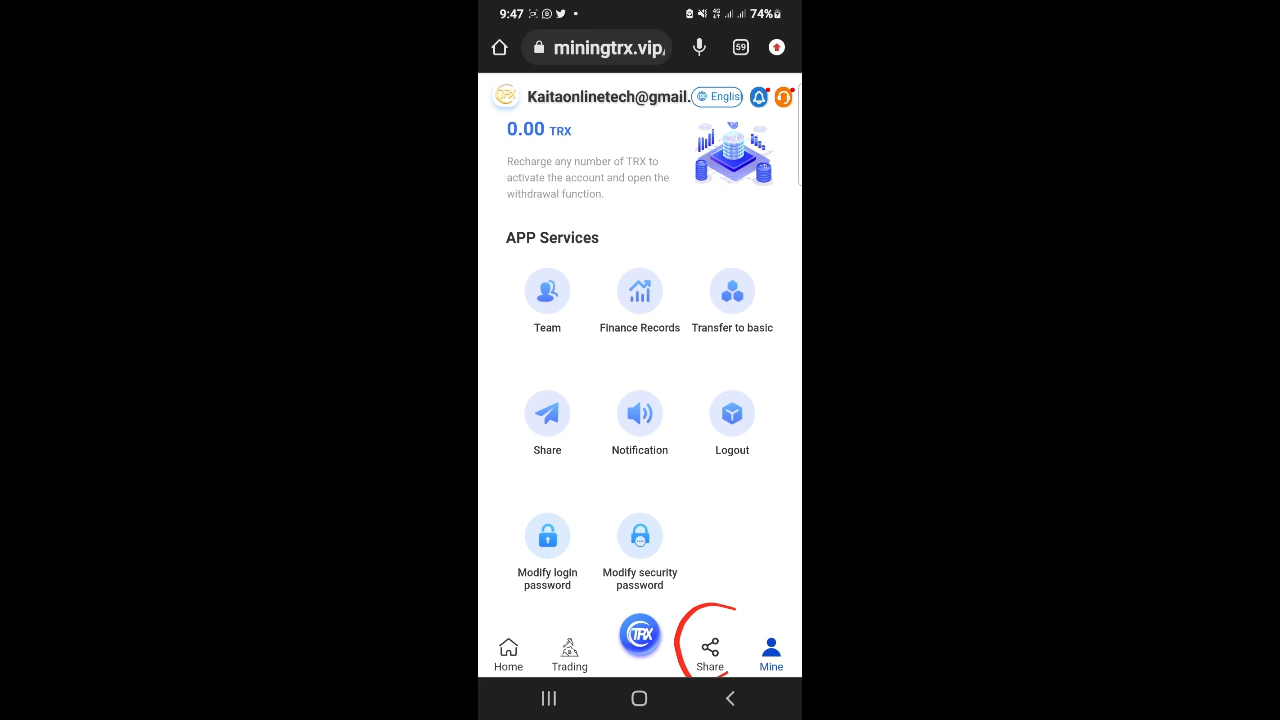 9:47
74%
miningtrx.vip/
59
TRX
Kaitaonlinetech@gmail.
Englis
0.00 TRX
Recharge any number of TRX to
activate the account and open the
withdrawal function.
APP Services
Team
Finance Records
Transfer to basic
Share
Notification
Logout
Modify login
password
Modify security
password
TRX
Home
Trading
Share
Mine